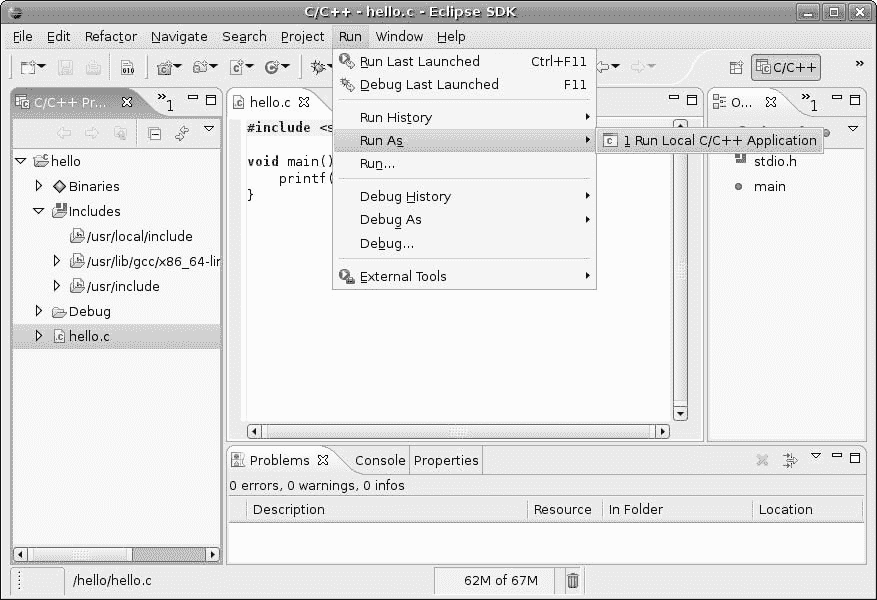 C/C++ - hello.c - Eclipse SDK
File Edit Refactor Navigate Search Project Run Window Help
010
C/C++
C/C++ Pr...
»1
hello.c
O...
»1
»
Run Last Launched Ctrl+F11
Debug Last Launched F11
Run History
Run As
1 Run Local C/C++ Application
Run...
Debug History
Debug As
Debug...
External Tools
hello
Binaries
Includes
/usr/local/include
/usr/lib/gcc/x86_64-lin
/usr/include
Debug
hello.c
#include <s
void main()
printf(
}
stdio.h
main
Problems Console Properties
0 errors, 0 warnings, 0 infos
Description Resource In Folder Location
/hello/hello.c
62M of 67M